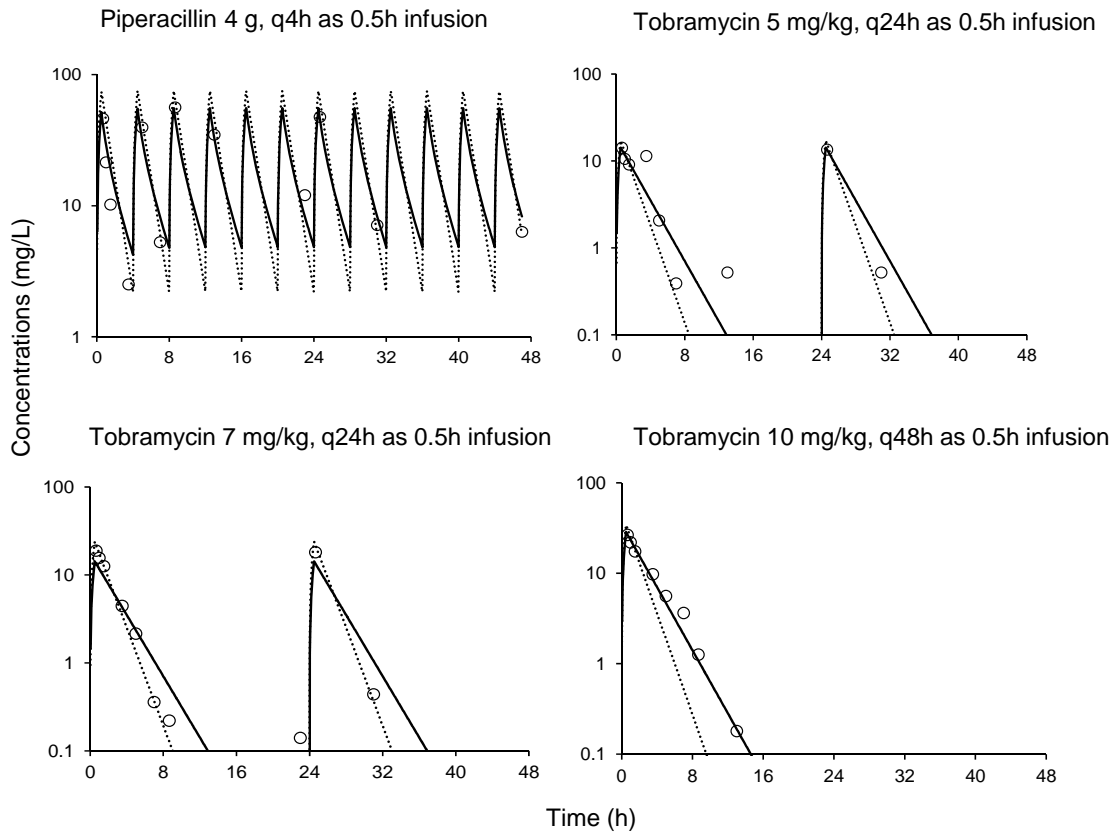 Piperacillin 4 g, q4h as 0.5h infusion
Tobramycin 5 mg/kg, q24h as 0.5h infusion
Concentrations (mg/L)
100
10
1
0 8 16 24 32 40 48
100
10
1
0.1
0 8 16 24 32 40 48
Tobramycin 7 mg/kg, q24h as 0.5h infusion
Tobramycin 10 mg/kg, q48h as 0.5h infusion
100
10
1
0.1
0 8 16 24 32 40 48
100
10
1
0.1
0 8 16 24 32 40 48
Time (h)